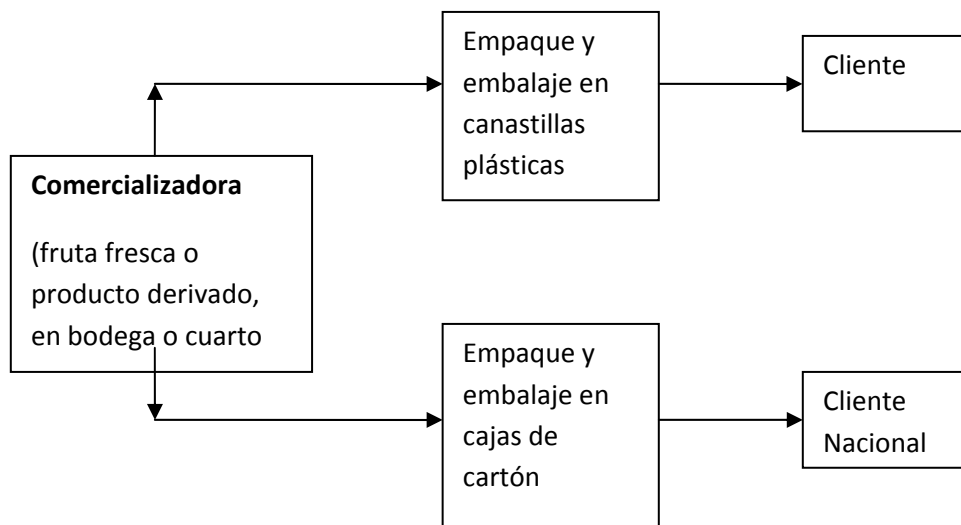 Empaque y
embalaje en
canastillas
plásticas
Cliente
Comercializadora
(fruta fresca o
producto derivado,
en bodega o cuarto
Empaque y
embalaje en
cajas de
cartón
Cliente
Nacional